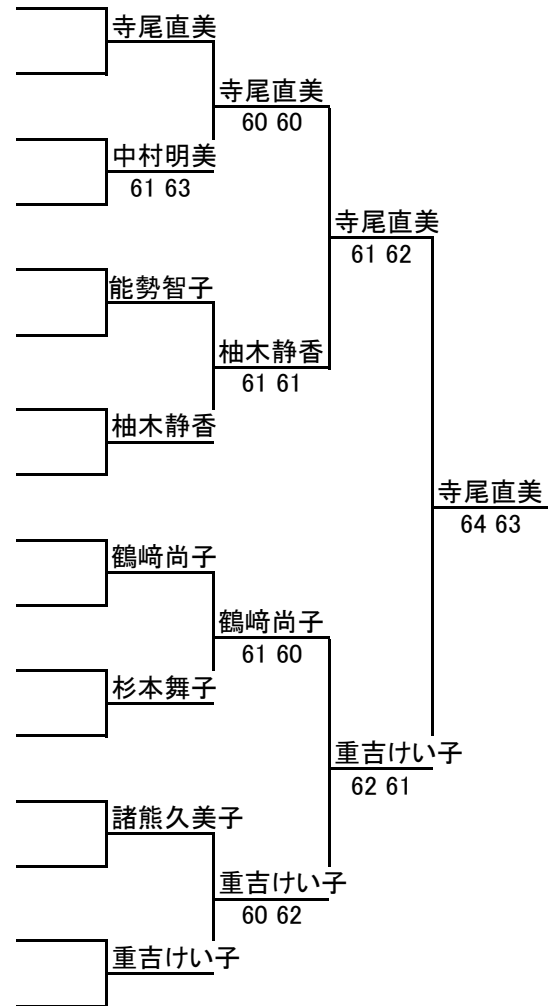 寺尾直美
寺尾直美
60 60
中村明美
61 63
寺尾直美
61 62
能勢智子
柚木静香
61 61
柚木静香
寺尾直美
64 63
鶴﨑尚子
鶴﨑尚子
61 60
杉本舞子
重吉けい子
62 61
諸熊久美子
重吉けい子
60 62
重吉けい子